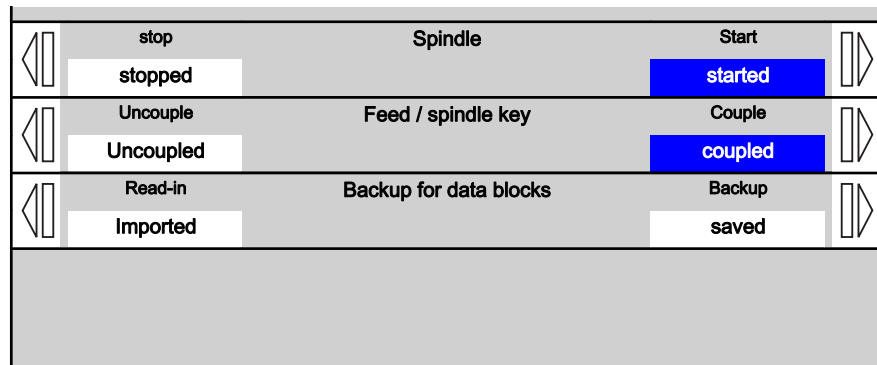 stop Spindle Start
stopped started
Uncouple Feed / spindle key Couple
Uncoupled coupled
Read-in Backup for data blocks Backup
Imported saved